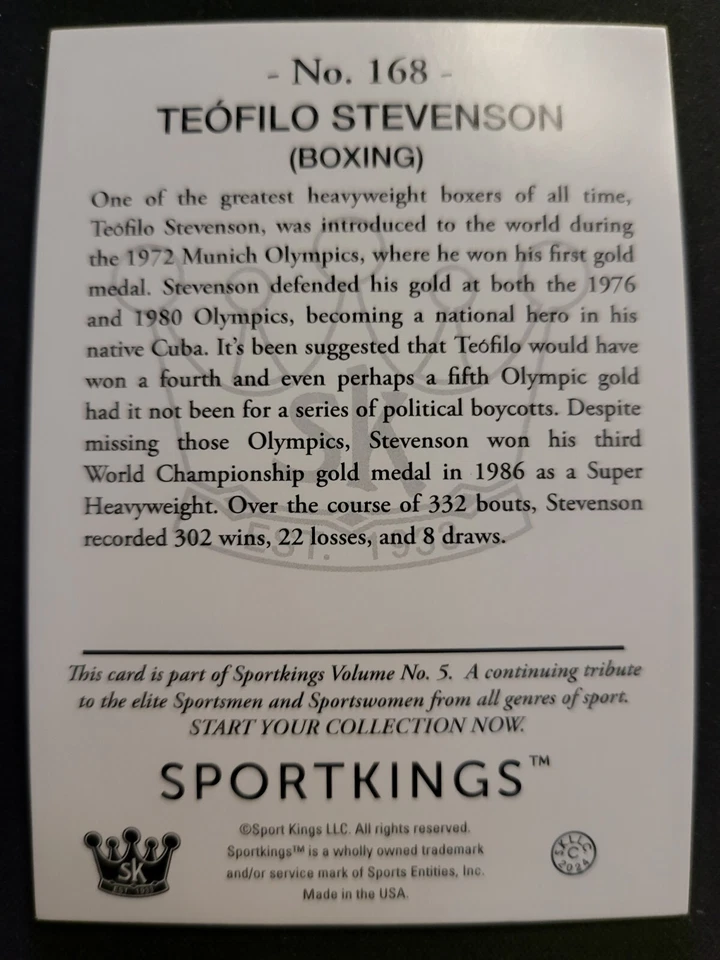 - No. 168 -
TEÓFILO STEVENSON
(BOXING)
One of the greatest heavyweight boxers of all time,
Teófilo Stevenson, was introduced to the world during
the 1972 Munich Olympics, where he won his first gold
medal. Stevenson defended his gold at both the 1976
and 1980 Olympics, becoming a national hero in his
native Cuba. It's been suggested that Teófilo would have
won a fourth and even perhaps a fifth Olympic gold
had it not been for a series of political boycotts. Despite
missing those Olympics, Stevenson won his third
World Championship gold medal in 1986 as a Super
Heavyweight. Over the course of 332 bouts, Stevenson
recorded 302 wins, 22 losses, and 8 draws.
SK
EST. 1933
This card is part of Sportkings Volume No. 5. A continuing tribute
to the elite Sportsmen and Sportswomen from all genres of sport.
START YOUR COLLECTION NOW.
SPORTKINGS™
©Sport Kings LLC. All rights reserved.
Sportkings™ is a wholly owned trademark
and/or service mark of Sports Entities, Inc.
Made in the USA.
SK
EST. 1933
SKLLC
C
2024